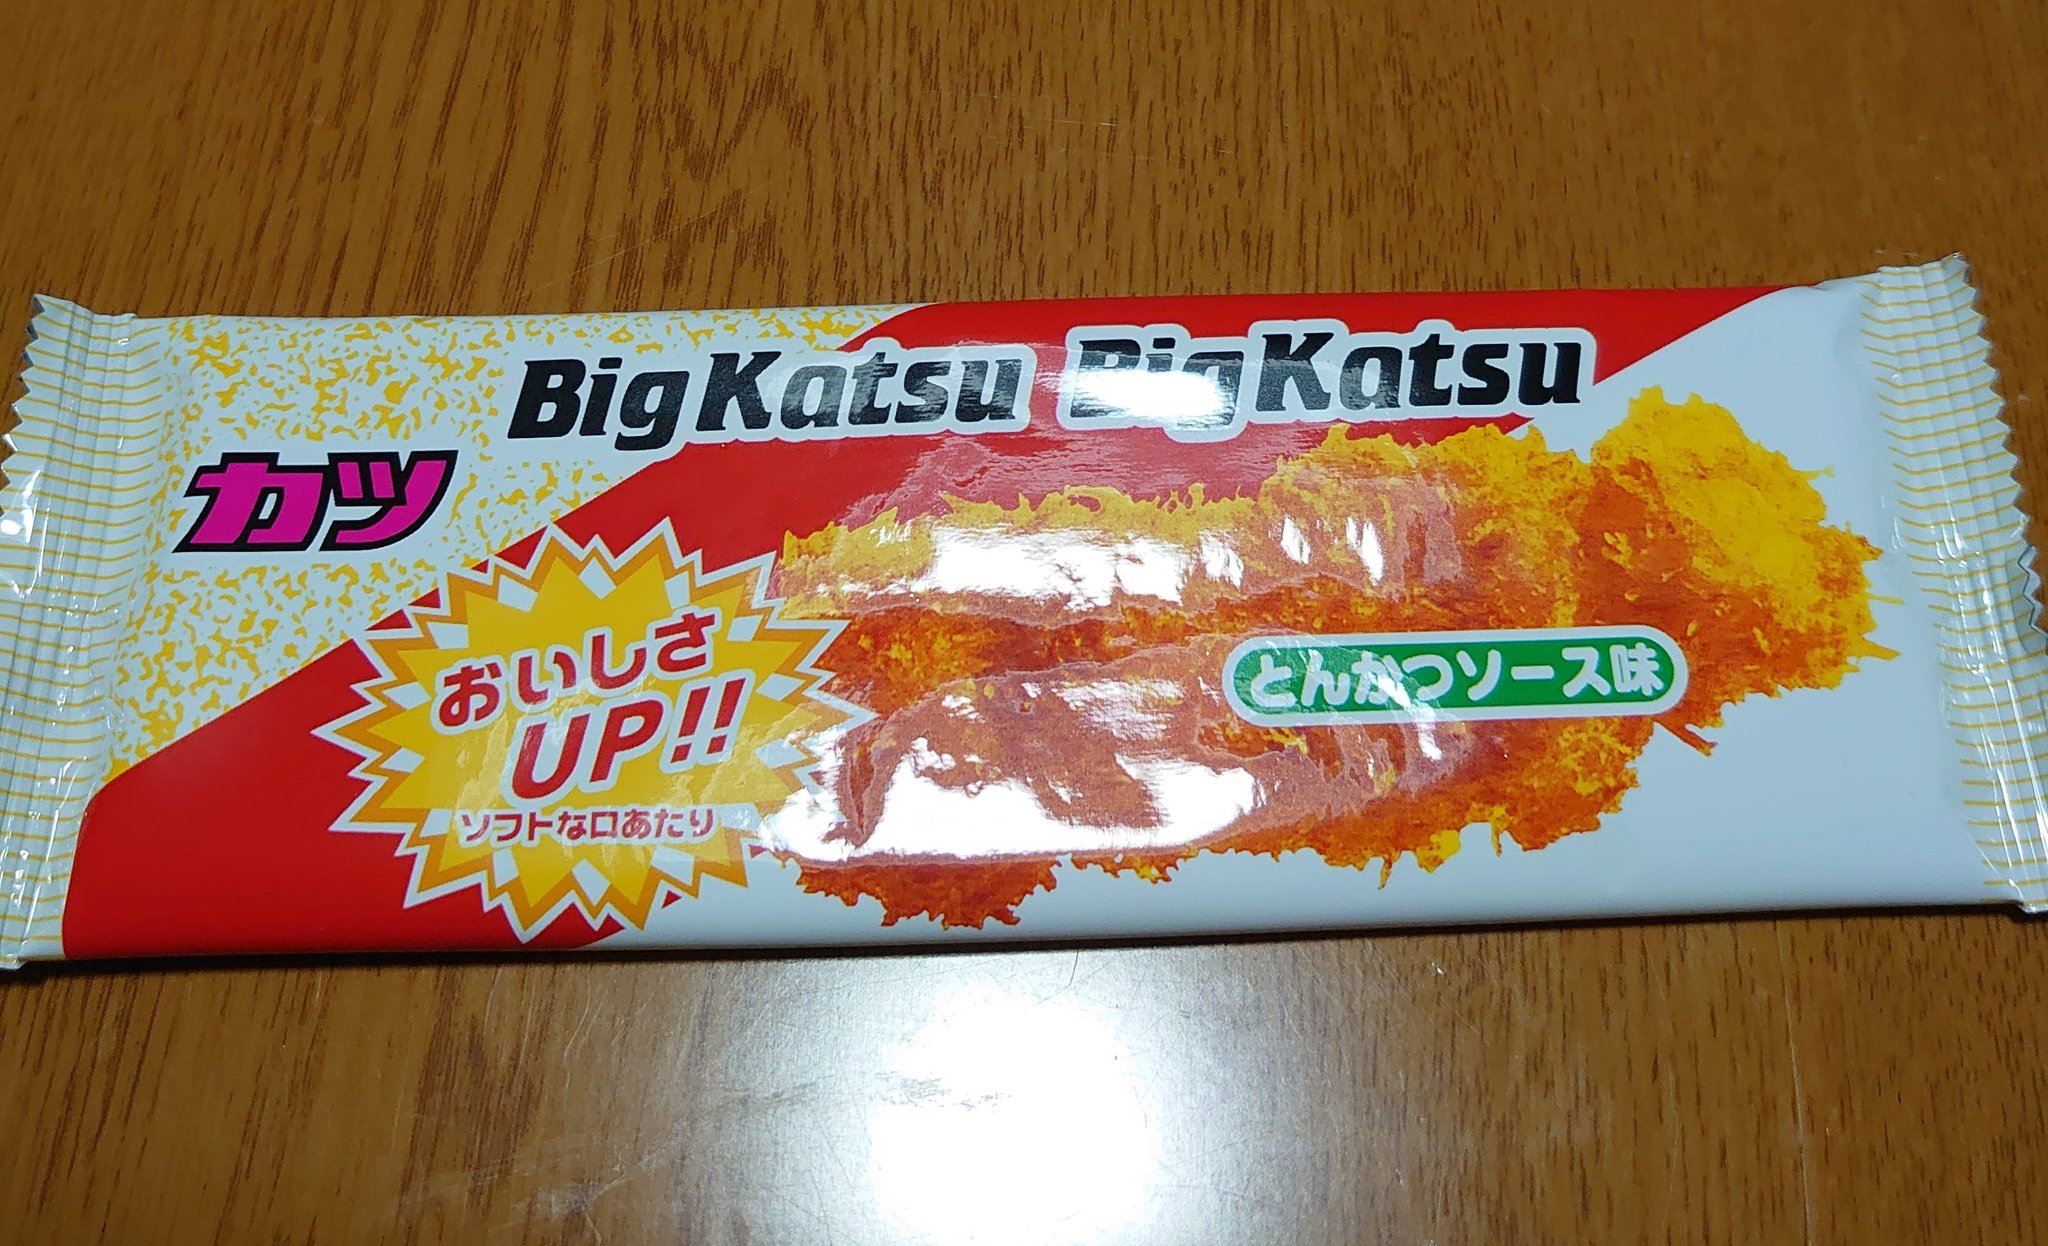 BigKatsu BigKatsu
カツ
おいしさ
UP!!
ソフトな口あたり
とんかつソース味